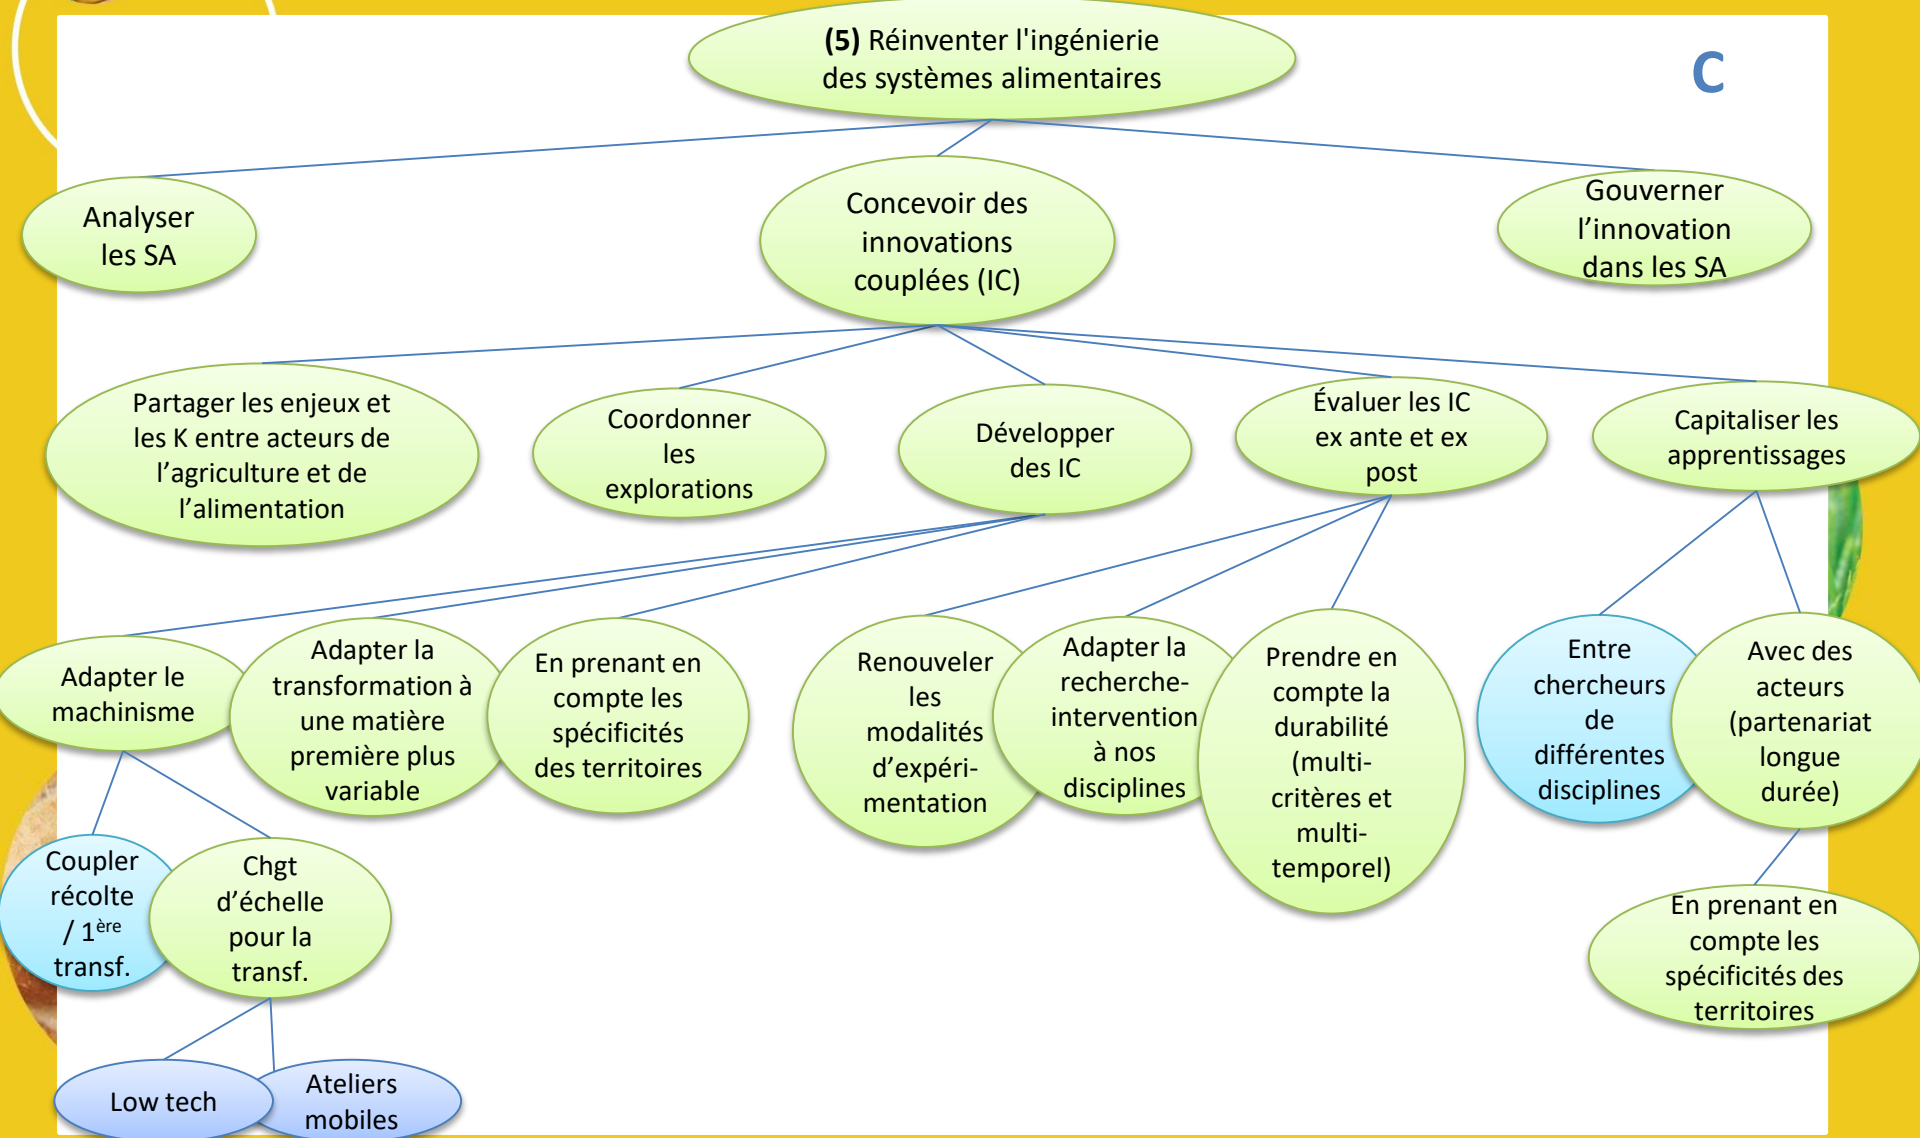 (5) Réinventer l'ingénierie
des systèmes alimentaires
C
Analyser
les SA
Concevoir des
innovations
couplées (IC)
Gouverner
l’innovation
dans les SA
Partager les enjeux et
les K entre acteurs de
l’agriculture et de
l’alimentation
Coordonner
les
explorations
Développer
des IC
Évaluer les IC
ex ante et ex
post
Capitaliser les
apprentissages
Adapter le
machinisme
Adapter la
transformation à
une matière
première plus
variable
En prenant en
compte les
spécificités
des territoires
Renouveler
les
modalités
d’expéri-
mentation
Adapter la
recherche-
intervention
à nos
disciplines
Prendre en
compte la
durabilité
(multi-
critères et
multi-
temporel)
Entre
chercheurs
de
différentes
disciplines
Avec des
acteurs
(partenariat
longue
durée)
Coupler
récolte
/ 1ère
transf.
Chgt
d’échelle
pour la
transf.
En prenant en
compte les
spécificités des
territoires
Low tech
Ateliers
mobiles